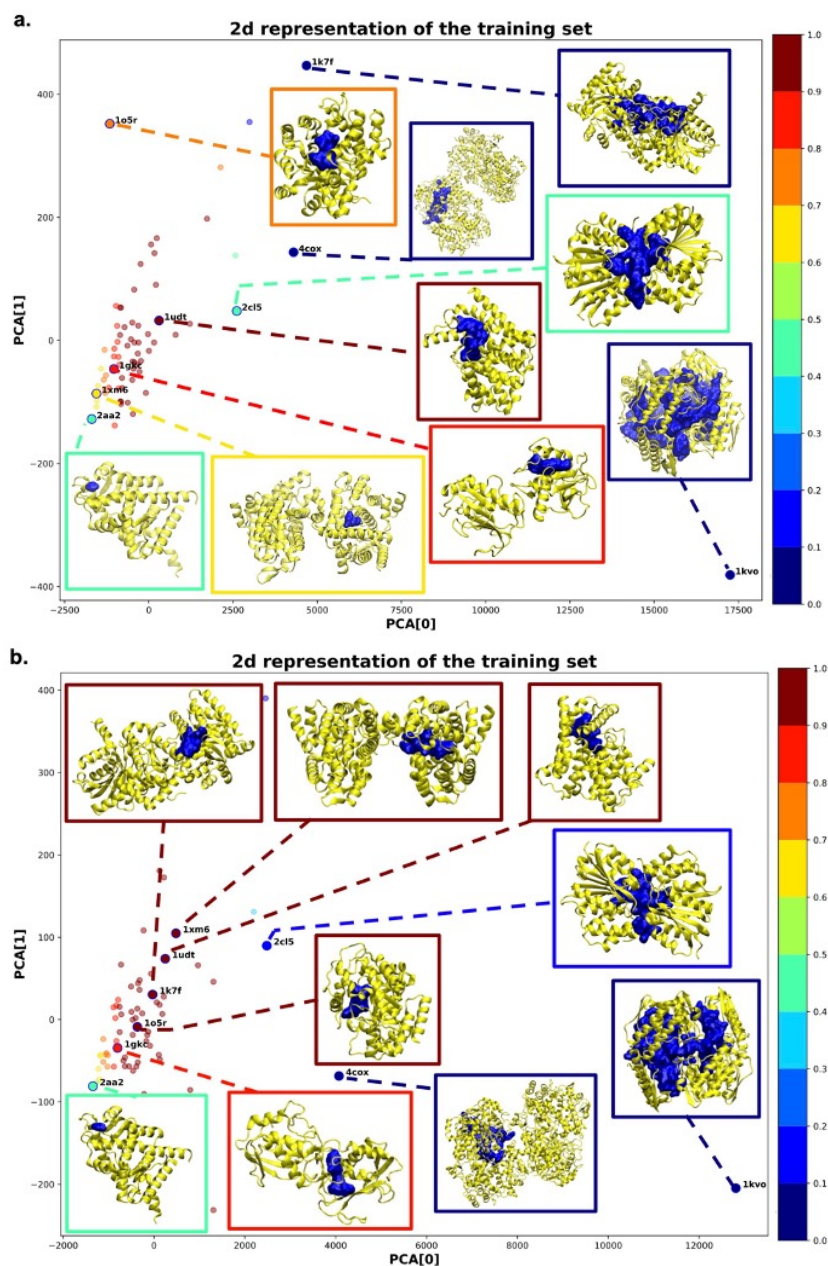 a.
2d representation of the training set
1.0
0.9
0.8
0.7
0.6
0.5
0.4
0.3
0.2
0.1
0.0
PCA[1]
400
200
0
−200
−400
1k7f
1o5r
4cox
2cl5
1udt
1gkc
1xm6
2aa2
1kvo
−2500
0
2500
5000
7500
10000
12500
15000
17500
PCA[0]
b.
2d representation of the training set
1.0
0.9
0.8
0.7
0.6
0.5
0.4
0.3
0.2
0.1
0.0
PCA[1]
400
300
200
100
0
−100
−200
1xm6
1udt
2cl5
1k7f
1o5r
1gkc
4cox
2aa2
1kvo
−2000
0
2000
4000
6000
8000
10000
12000
PCA[0]